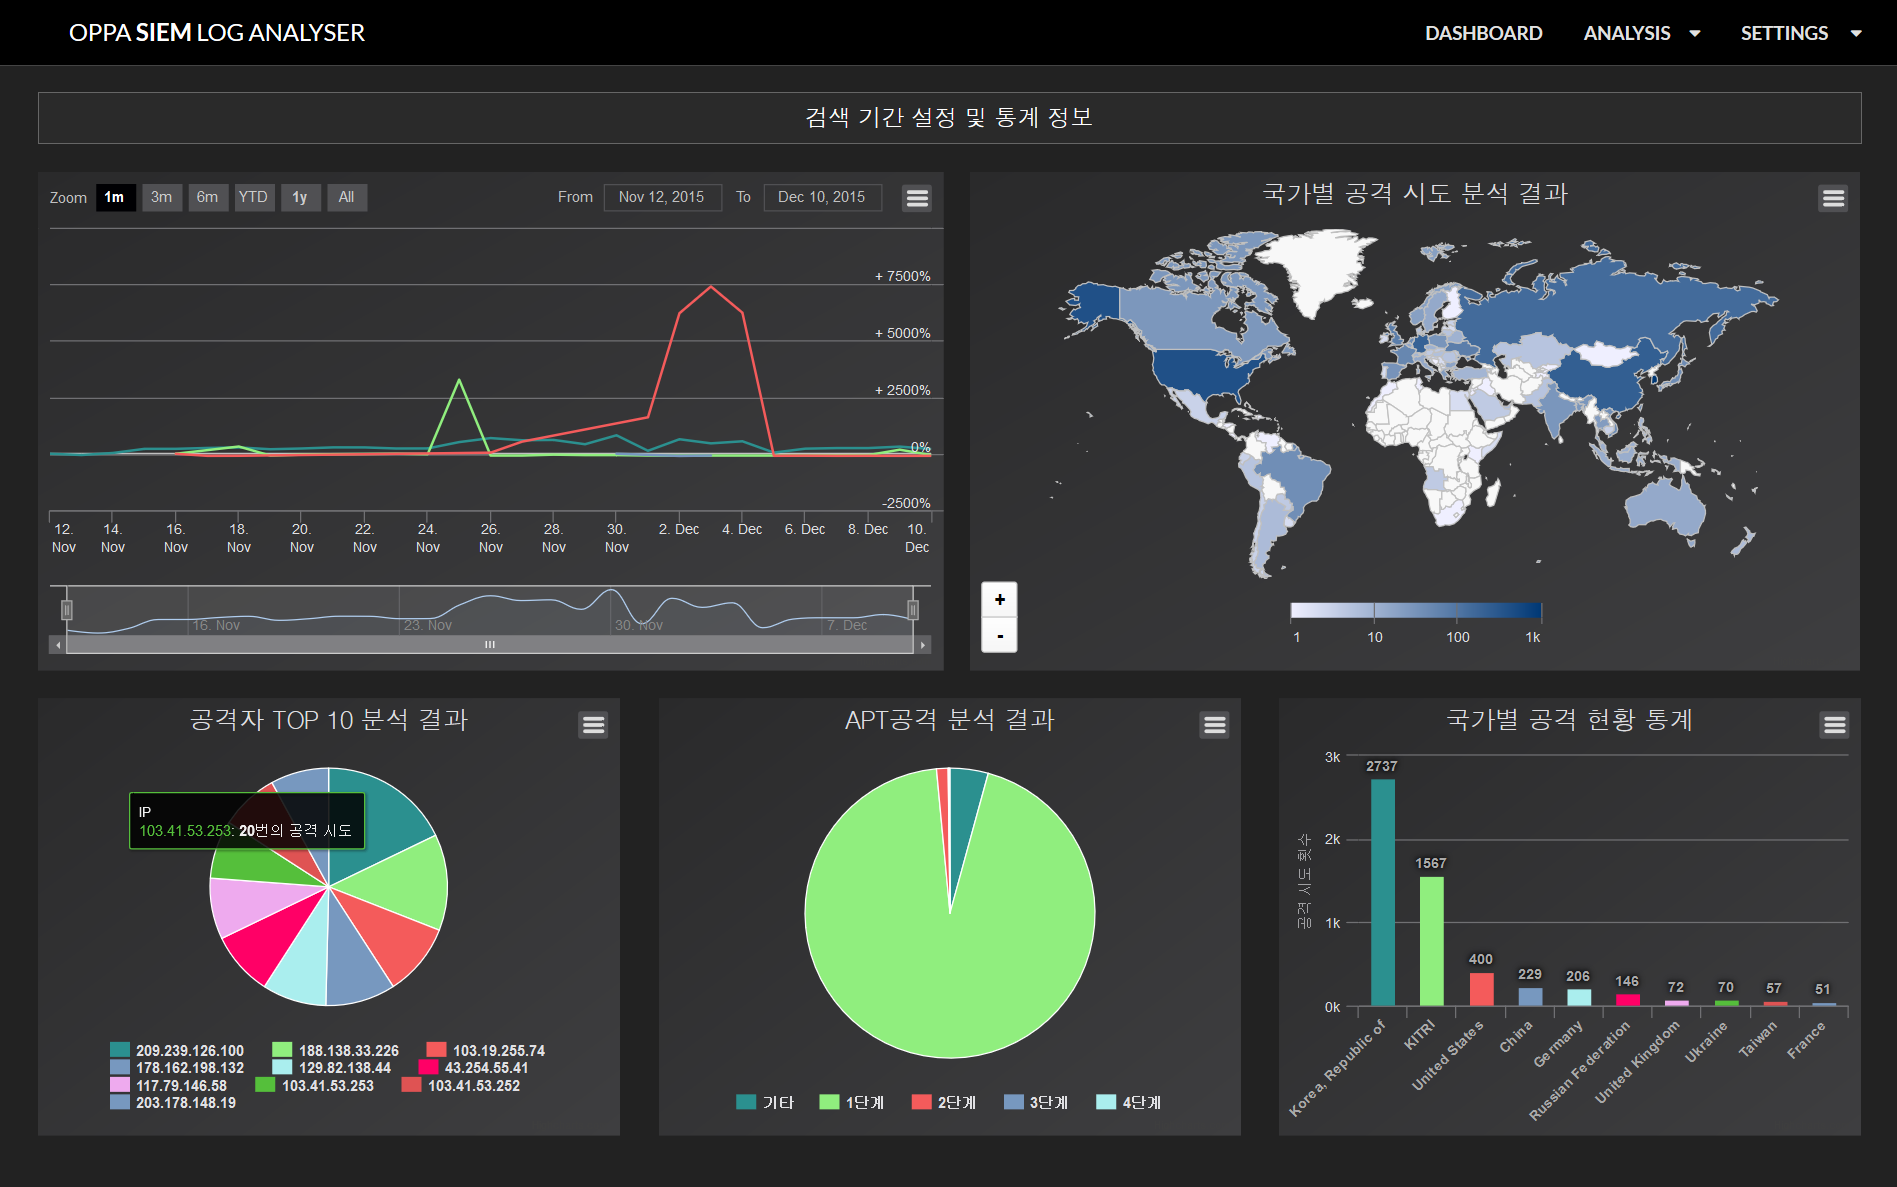 OPPA SIEM LOG ANALYSER
DASHBOARD ANALYSIS SETTINGS
검색 기간 설정 및 통계 정보
Zoom 1m 3m 6m YTD 1y All From Nov 12, 2015 To Dec 10, 2015
+ 7500%
+ 5000%
+ 2500%
0%
-2500%
12. Nov 14. Nov 16. Nov 18. Nov 20. Nov 22. Nov 24. Nov 26. Nov 28. Nov 30. Nov 2. Dec 4. Dec 6. Dec 8. Dec 10. Dec
16. Nov 23. Nov 30. Nov 7. Dec
국가별 공격 시도 분석 결과
+
-
1 10 100 1k
공격자 TOP 10 분석 결과
IP
103.41.53.253: 20번의 공격 시도
209.239.126.100 188.138.33.226 103.19.255.74
178.162.198.132 129.82.138.44 43.254.55.41
117.79.146.58 103.41.53.253 103.41.53.252
203.178.148.19
APT공격 분석 결과
기타 1단계 2단계 3단계 4단계
국가별 공격 현황 통계
공격 시도 횟수
3k
2k
1k
0k
2737 1567 400 229 206 146 72 70 57 51
Korea, Republic of
KITRI
United States
China
Germany
Russian Federation
United Kingdom
Ukraine
Taiwan
France